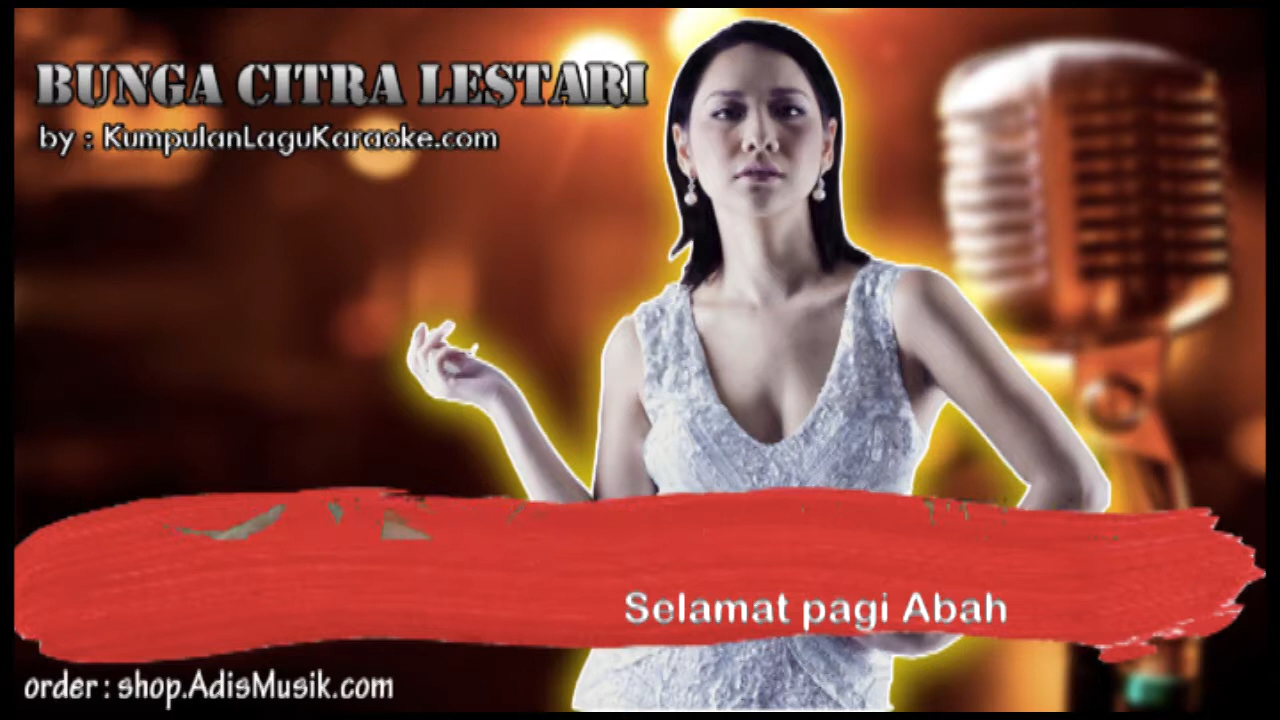 BUNGA CITRA LESTARI
by : KumpulanLaguKaraoke.com
Selamat pagi Abah
order : shop.AdisMusik.com